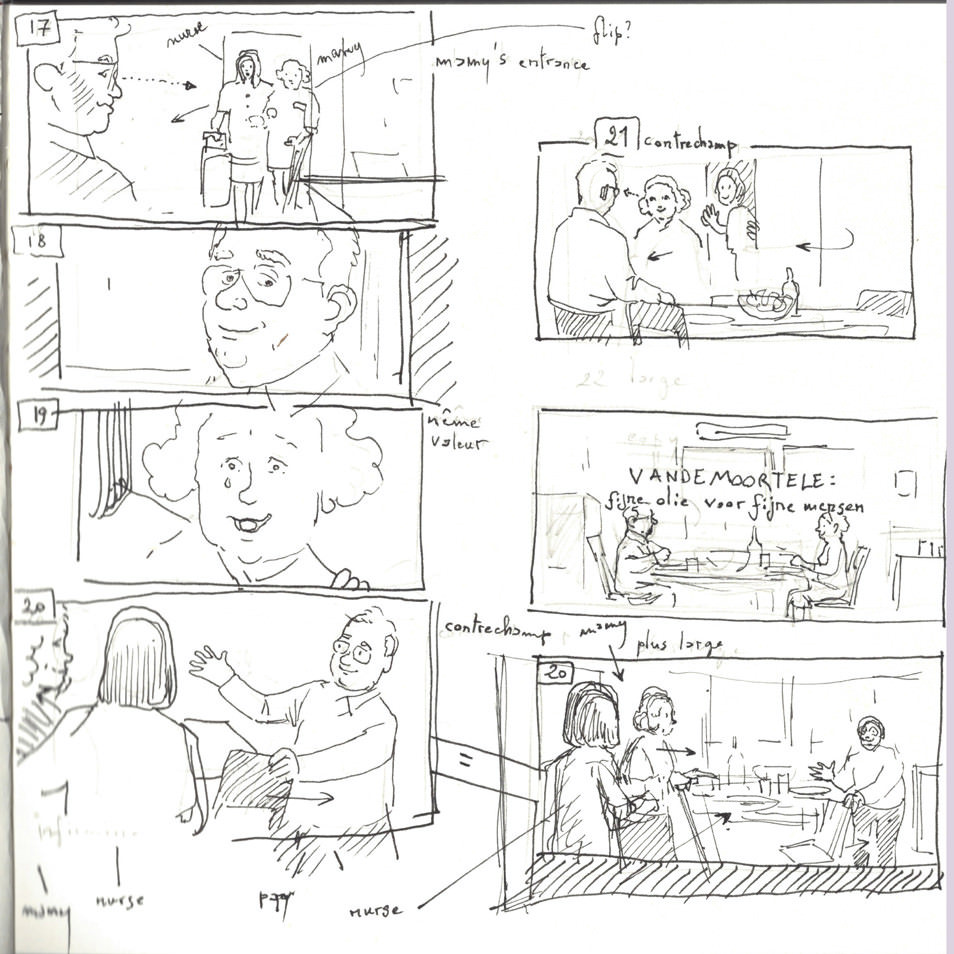 17
nurse
mamy
flip?
mamy's entrance
21
contrechamp
18
22 large
19
même
valeur
copy
VANDEMOORTELE:
fijne olie voor fijne mensen
20
contrechamp
mamy
plus large
20
mamy
nurse
papy
nurse